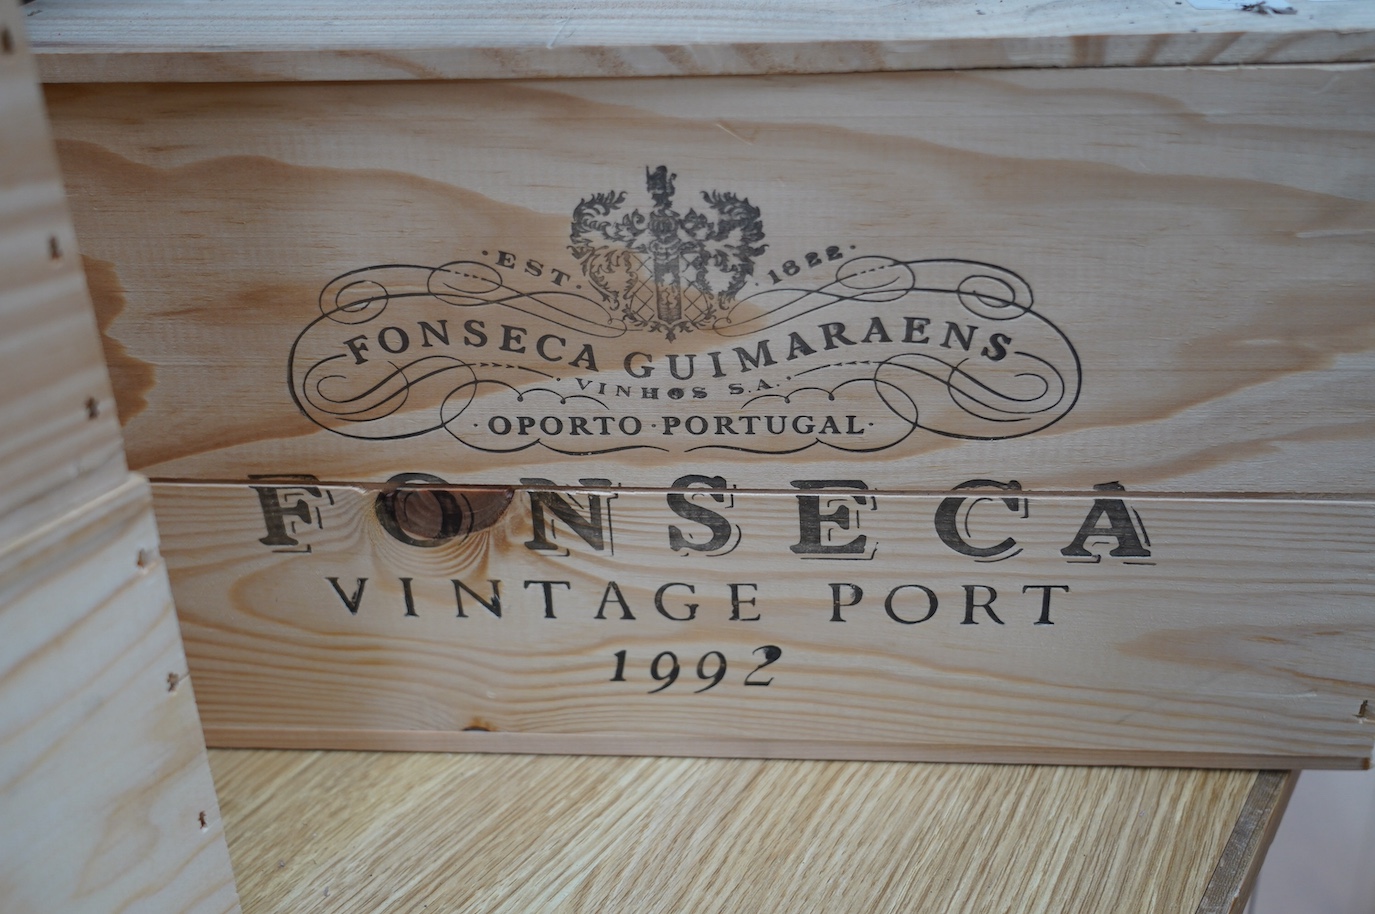 ·EST. ·1822·
FONSECA GUIMARAENS
·VINHOS S.A.·
·OPORTO·PORTUGAL·
FONSECA
VINTAGE PORT
1992